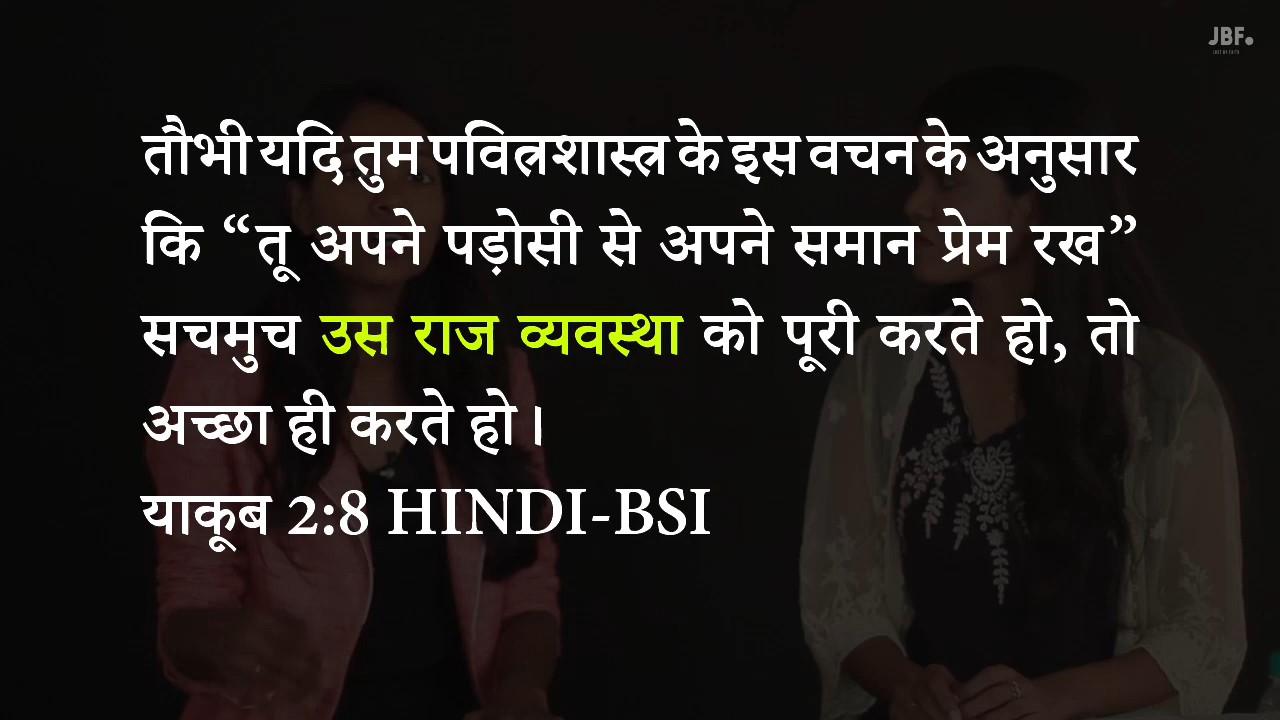 JBF.
तौभी यदि तुम पवित्रशास्त्र के इस वचन के अनुसार
कि “तू अपने पड़ोसी से अपने समान प्रेम रख”
सचमुच उस राज व्यवस्था को पूरी करते हो, तो
अच्छा ही करते हो।
याकूब 2:8 HINDI-BSI